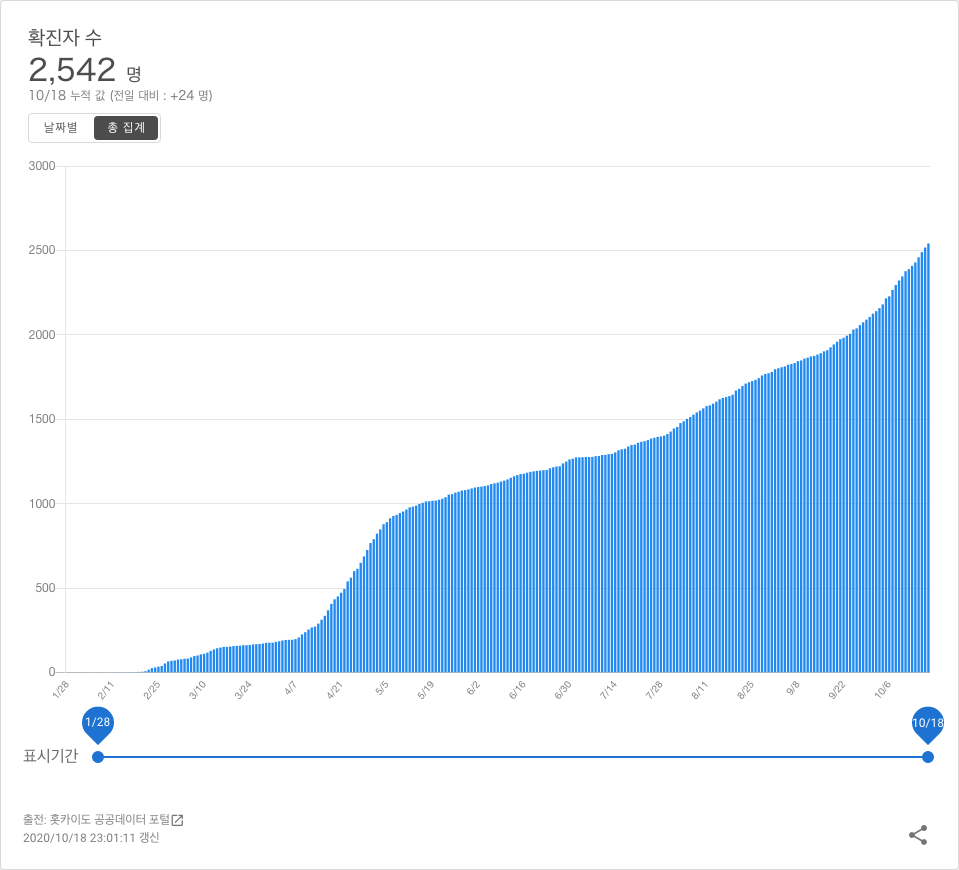 확진자 수
2,542 명
10/18 누적 값 (전일 대비 : +24 명)
날짜별 총 집계
3000
2500
2000
1500
1000
500
0
1/28 2/11 2/25 3/10 3/24 4/7 4/21 5/5 5/19 6/2 6/16 6/30 7/14 7/28 8/11 8/25 9/8 9/22 10/6
1/28 10/18
표시기간
출전: 홋카이도 공공데이터 포털
2020/10/18 23:01:11 갱신